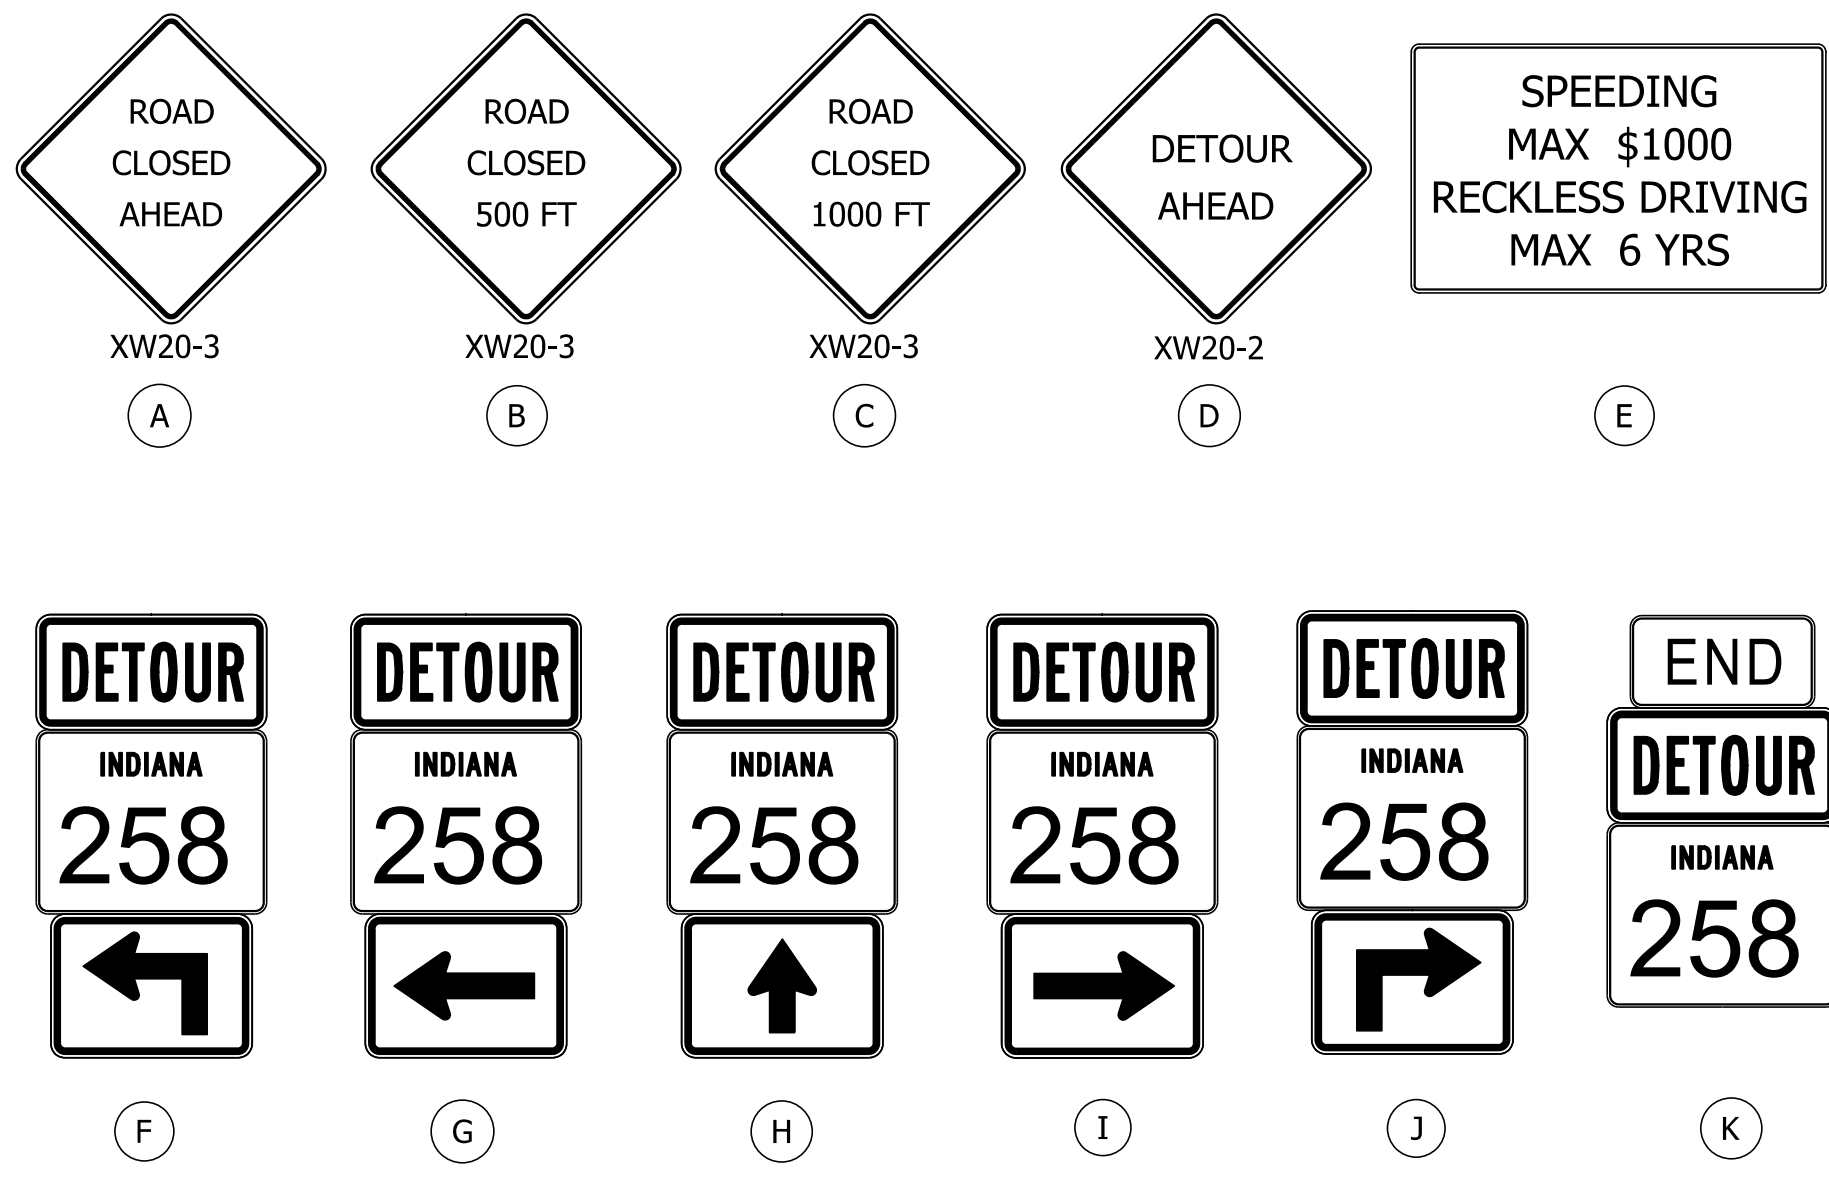 ROAD
CLOSED
AHEAD
XW20-3
A
ROAD
CLOSED
500 FT
XW20-3
B
ROAD
CLOSED
1000 FT
XW20-3
C
DETOUR
AHEAD
XW20-2
D
SPEEDING
MAX $1000
RECKLESS DRIVING
MAX 6 YRS
E
DETOUR
INDIANA
258
F
DETOUR
INDIANA
258
G
DETOUR
INDIANA
258
H
DETOUR
INDIANA
258
I
DETOUR
INDIANA
258
J
END
DETOUR
INDIANA
258
K